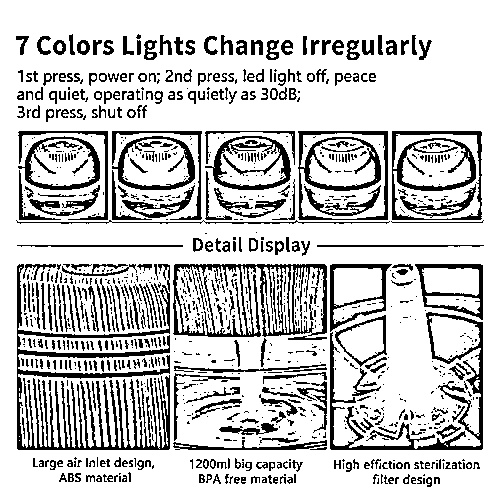 7 Colors Lights Change Irregularly
1st press, power on; 2nd press, led light off, peace
and quiet, operating as quietly as 30dB;
3rd press, shut off
Detail Display
Large air inlet design,
ABS material
1200ml big capacity
BPA free material
High effiction sterilization
filter design